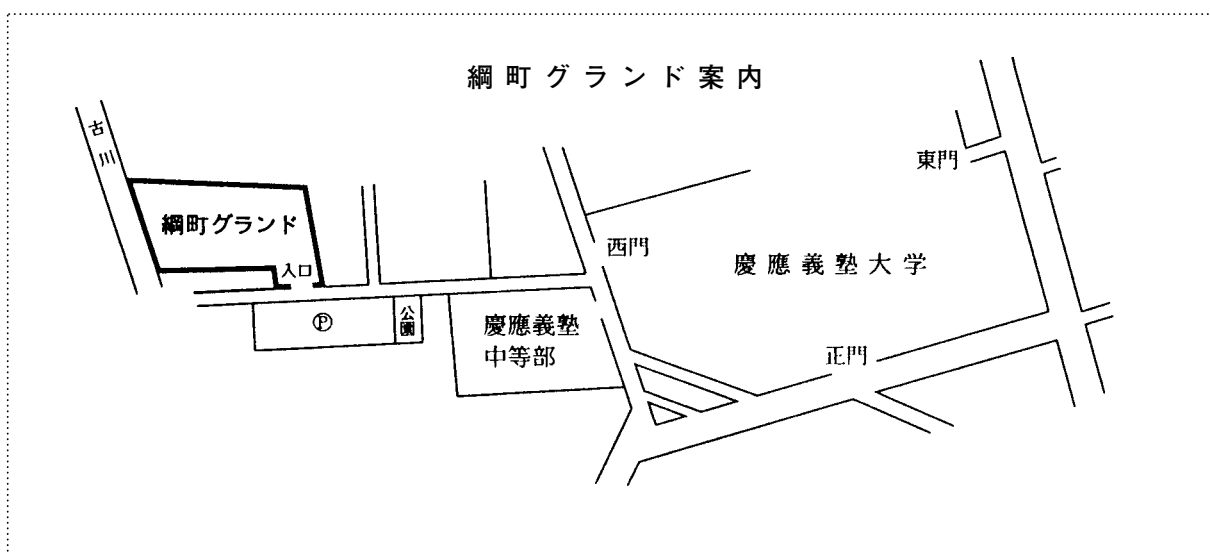 綱町グランド案内
古川
東門
綱町グランド
西門
慶應義塾大学
入口
Ⓟ
公園
慶應義塾
中等部
正門